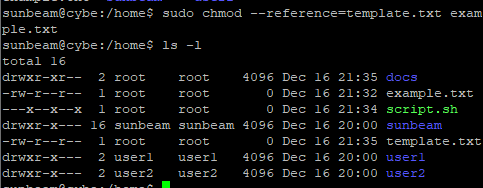 sunbeam@cybe:/home$ sudo chmod --reference=template.txt exam
ple.txt
sunbeam@cybe:/home$ ls -l
total 16
drwxr-xr-- 2 root root 4096 Dec 16 21:35 docs
-rw-r--r-- 1 root root 0 Dec 16 21:32 example.txt
---x--x--x 1 root root 0 Dec 16 21:34 script.sh
drwxr-x--- 16 sunbeam sunbeam 4096 Dec 16 20:00 sunbeam
-rw-r--r-- 1 root root 0 Dec 16 21:35 template.txt
drwxr-x--- 2 user1 user1 4096 Dec 16 20:00 user1
drwxr-x--- 2 user2 user2 4096 Dec 16 20:00 user2
sunbeam@cybe:/home$